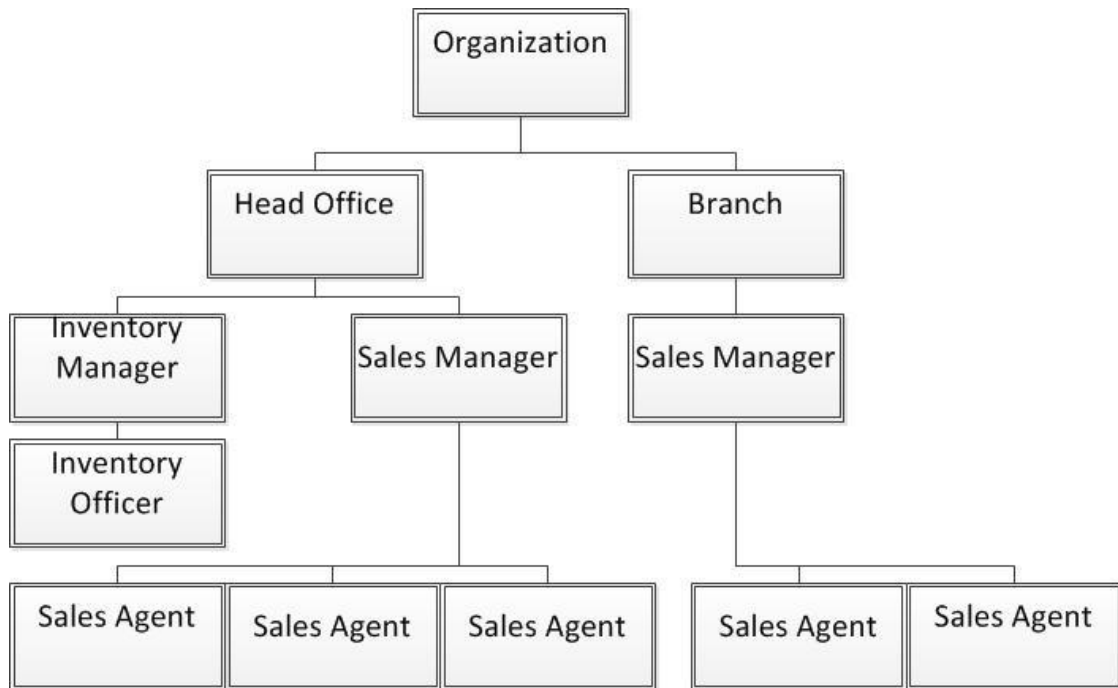 Organization
Head Office
Branch
Inventory
Manager
Sales Manager
Sales Manager
Inventory
Officer
Sales Agent
Sales Agent
Sales Agent
Sales Agent
Sales Agent